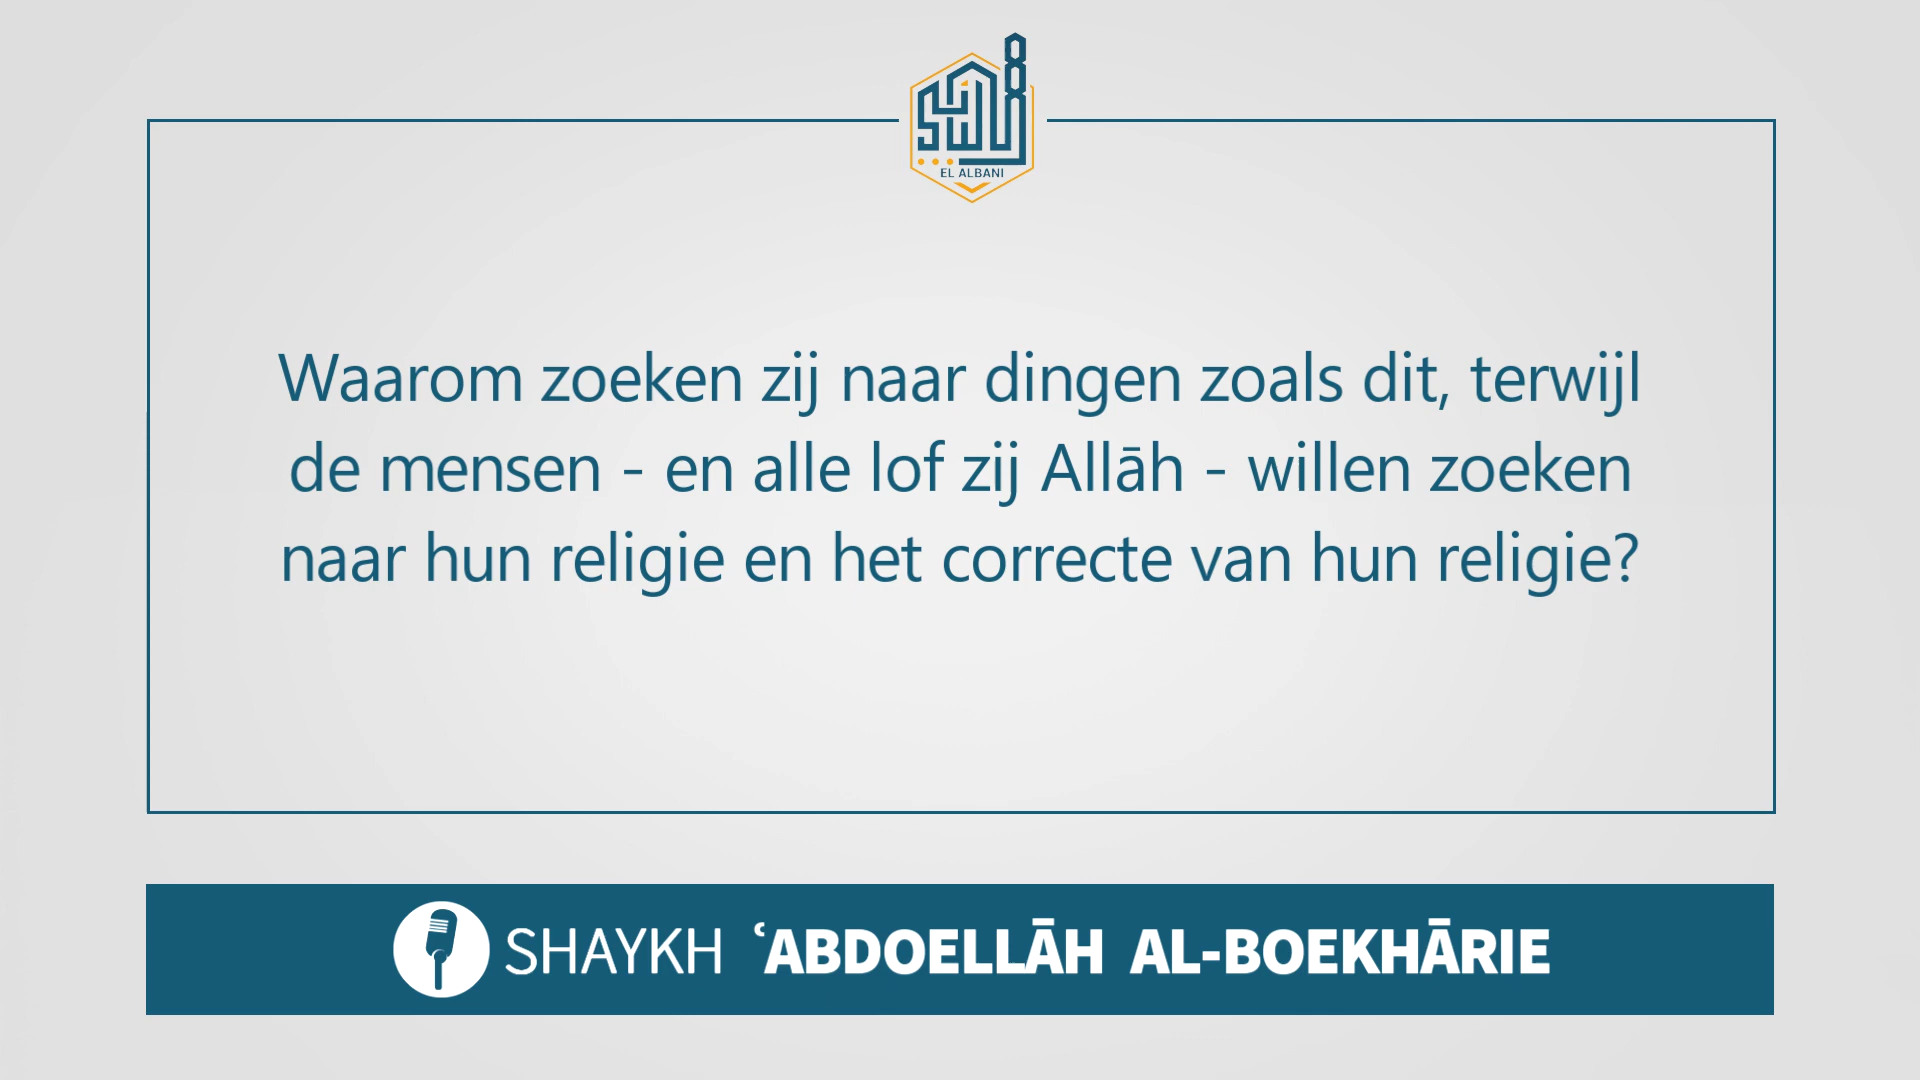 EL ALBANI
Waarom zoeken zij naar dingen zoals dit, terwijl
de mensen - en alle lof zij Allāh - willen zoeken
naar hun religie en het correcte van hun religie?
SHAYKH ʿABDOELLĀH AL-BOEKHĀRIE